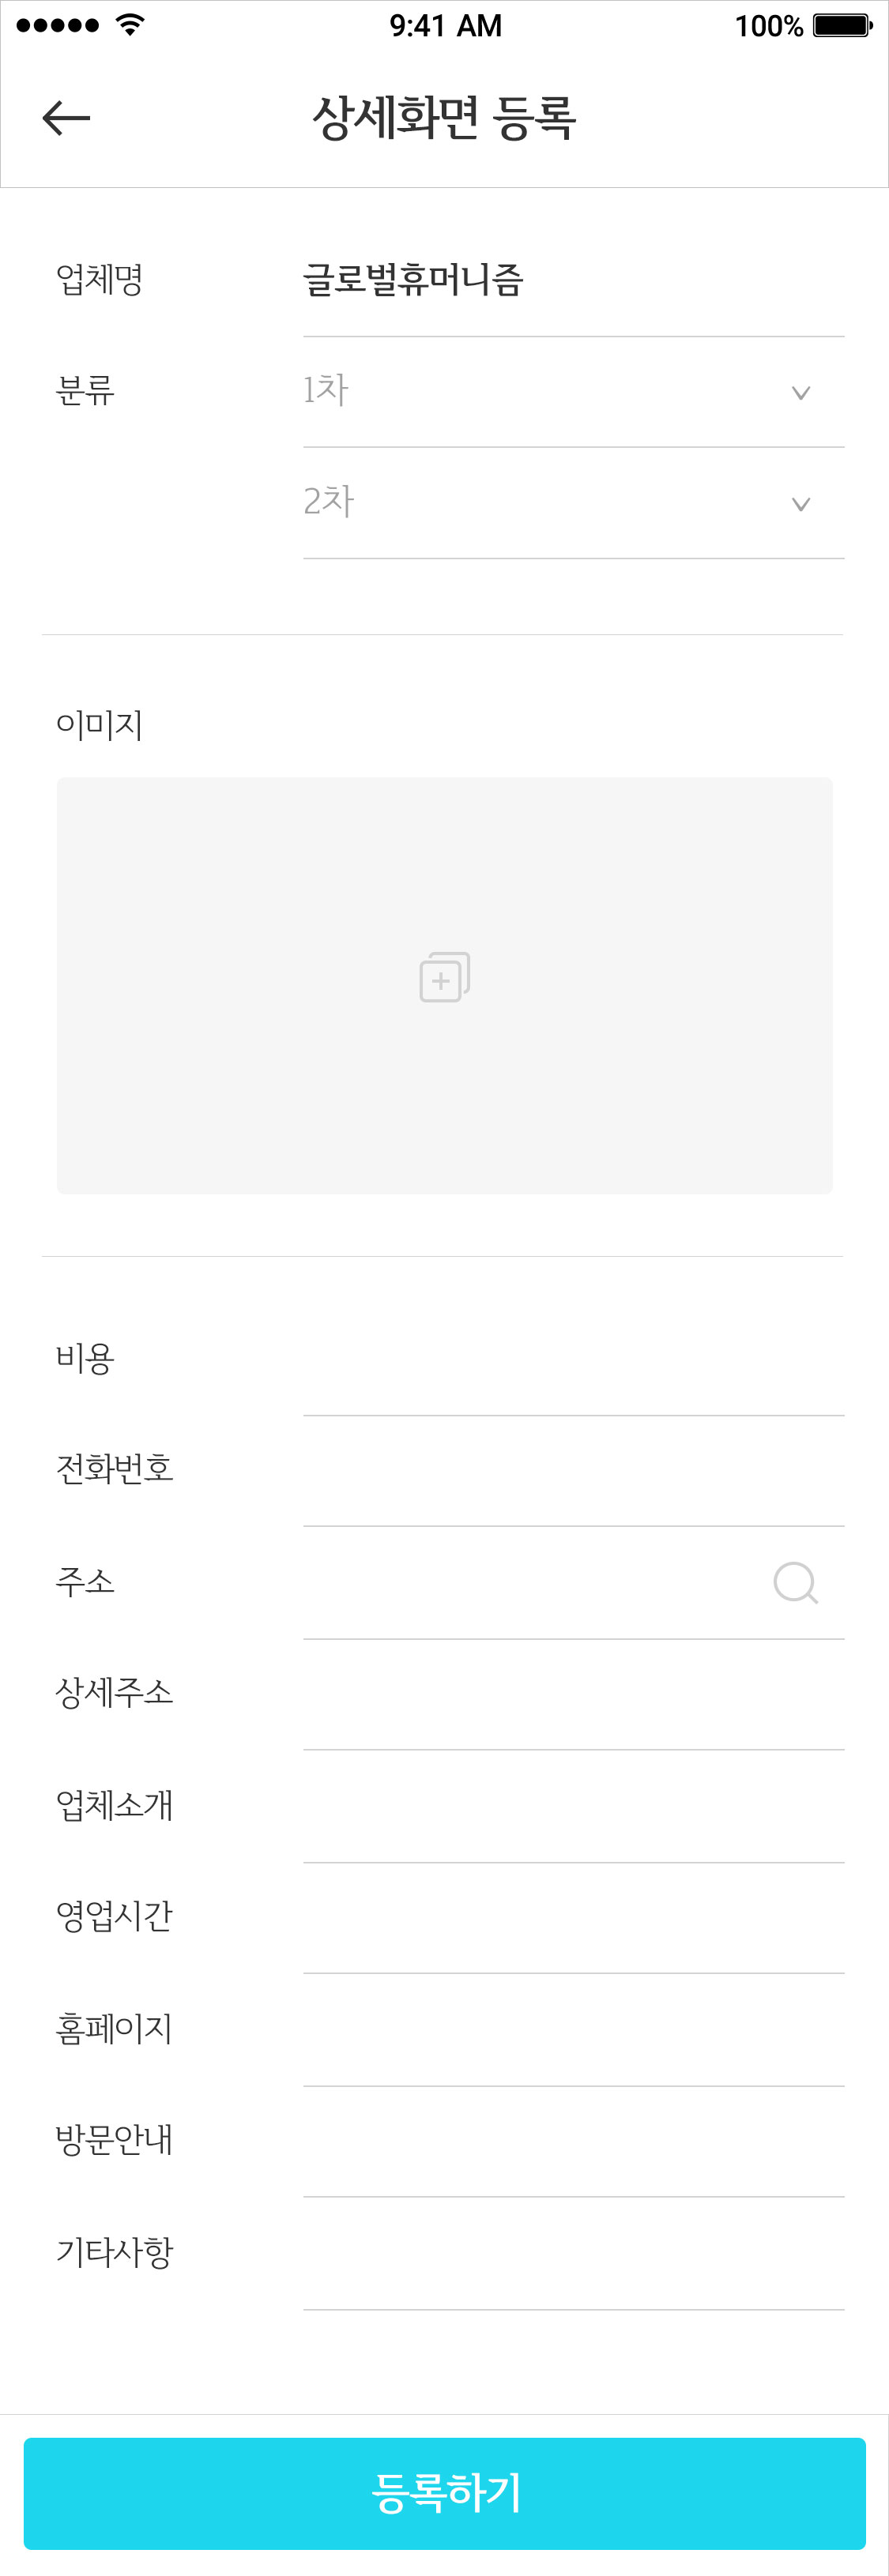 9:41 AM 100%
상세화면 등록
업체명 글로벌휴머니즘
분류 1차
2차
이미지
비용
전화번호
주소
상세주소
업체소개
영업시간
홈페이지
방문안내
기타사항
등록하기